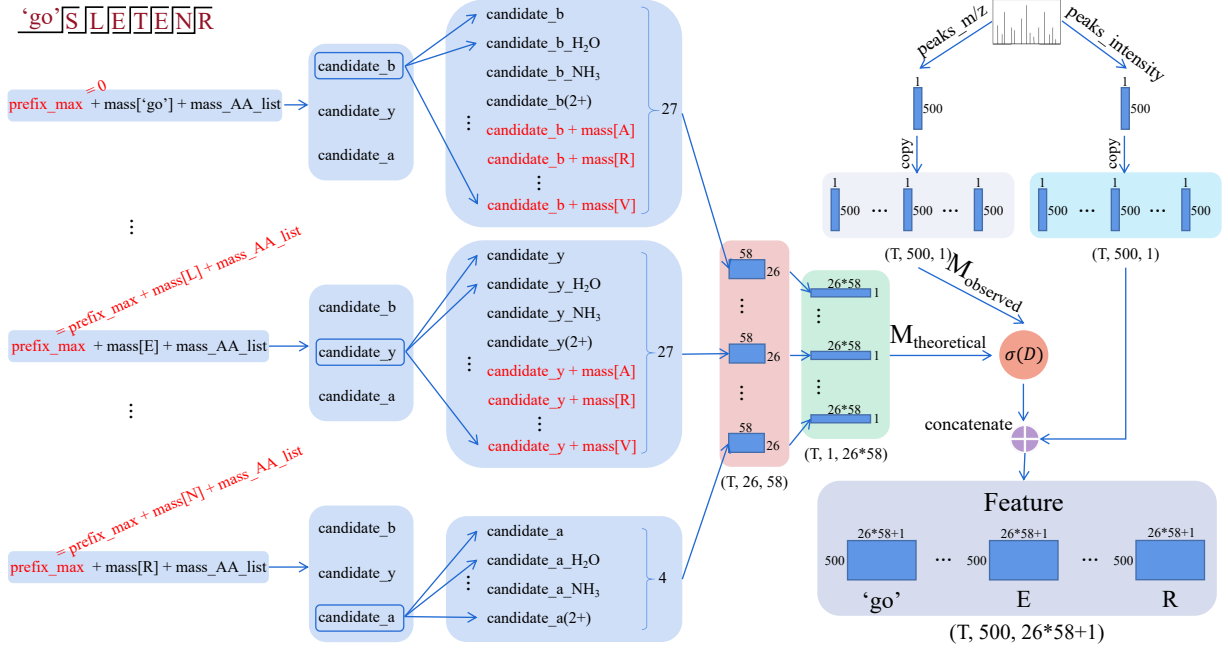 ‘go’ S L E T E N R
prefix_max + mass[‘go’] + mass_AA_list
= 0
candidate_b
candidate_y
candidate_a
candidate_b
candidate_b_H₂O
candidate_b_NH₃
candidate_b(2+)
⋮
candidate_b + mass[A]
candidate_b + mass[R]
⋮
candidate_b + mass[V]
27
⋮
= prefix_max + mass[L] + mass_AA_list
prefix_max + mass[E] + mass_AA_list
candidate_b
candidate_y
candidate_a
candidate_y
candidate_y_H₂O
candidate_y_NH₃
candidate_y(2+)
⋮
candidate_y + mass[A]
candidate_y + mass[R]
⋮
candidate_y + mass[V]
27
⋮
= prefix_max + mass[N] + mass_AA_list
prefix_max + mass[R] + mass_AA_list
candidate_b
candidate_y
candidate_a
candidate_a
candidate_a_H₂O
⋮
candidate_a_NH₃
candidate_a(2+)
4
58
26
⋮
58
26
⋮
58
26
(T, 26, 58)
26*58
1
⋮
26*58
1
⋮
26*58
1
(T, 1, 26*58)
peaks_m/z
peaks_intensity
1
500
1
500
copy
copy
1 1 1
500 ... 500 ... 500
(T, 500, 1)
1 1 1
500 ... 500 ... 500
(T, 500, 1)
M_observed
M_theoretical
σ(D)
concatenate
Feature
26*58+1 26*58+1 26*58+1
500 ... 500 ... 500
‘go’ E R
(T, 500, 26*58+1)